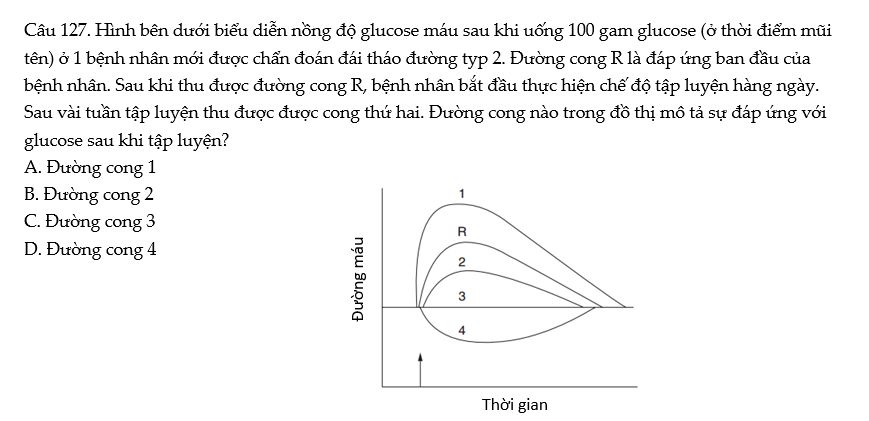 Câu 127. Hình bên dưới biểu diễn nồng độ glucose máu sau khi uống 100 gam glucose (ở thời điểm mũi
tên) ở 1 bệnh nhân mới được chẩn đoán đái tháo đường typ 2. Đường cong R là đáp ứng ban đầu của
bệnh nhân. Sau khi thu được đường cong R, bệnh nhân bắt đầu thực hiện chế độ tập luyện hàng ngày.
Sau vài tuần tập luyện thu được được cong thứ hai. Đường cong nào trong đồ thị mô tả sự đáp ứng với
glucose sau khi tập luyện?
A. Đường cong 1
B. Đường cong 2
C. Đường cong 3
D. Đường cong 4
1
R
2
3
4
Đường máu
Thời gian